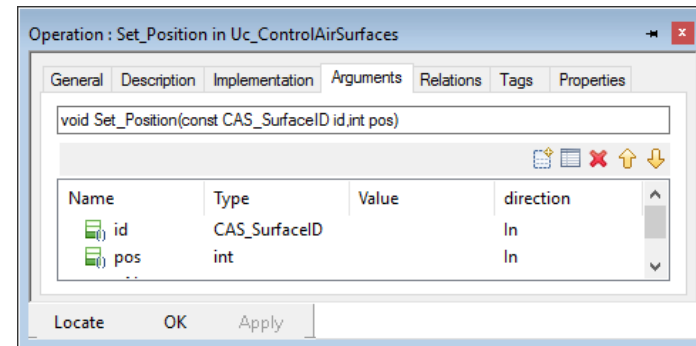 Operation : Set_Position in Uc_ControlAirSurfaces
General Description Implementation Arguments Relations Tags Properties
void Set_Position(const CAS_SurfaceID id,int pos)
Name Type Value direction
id CAS_SurfaceID In
pos int In
Locate OK Apply